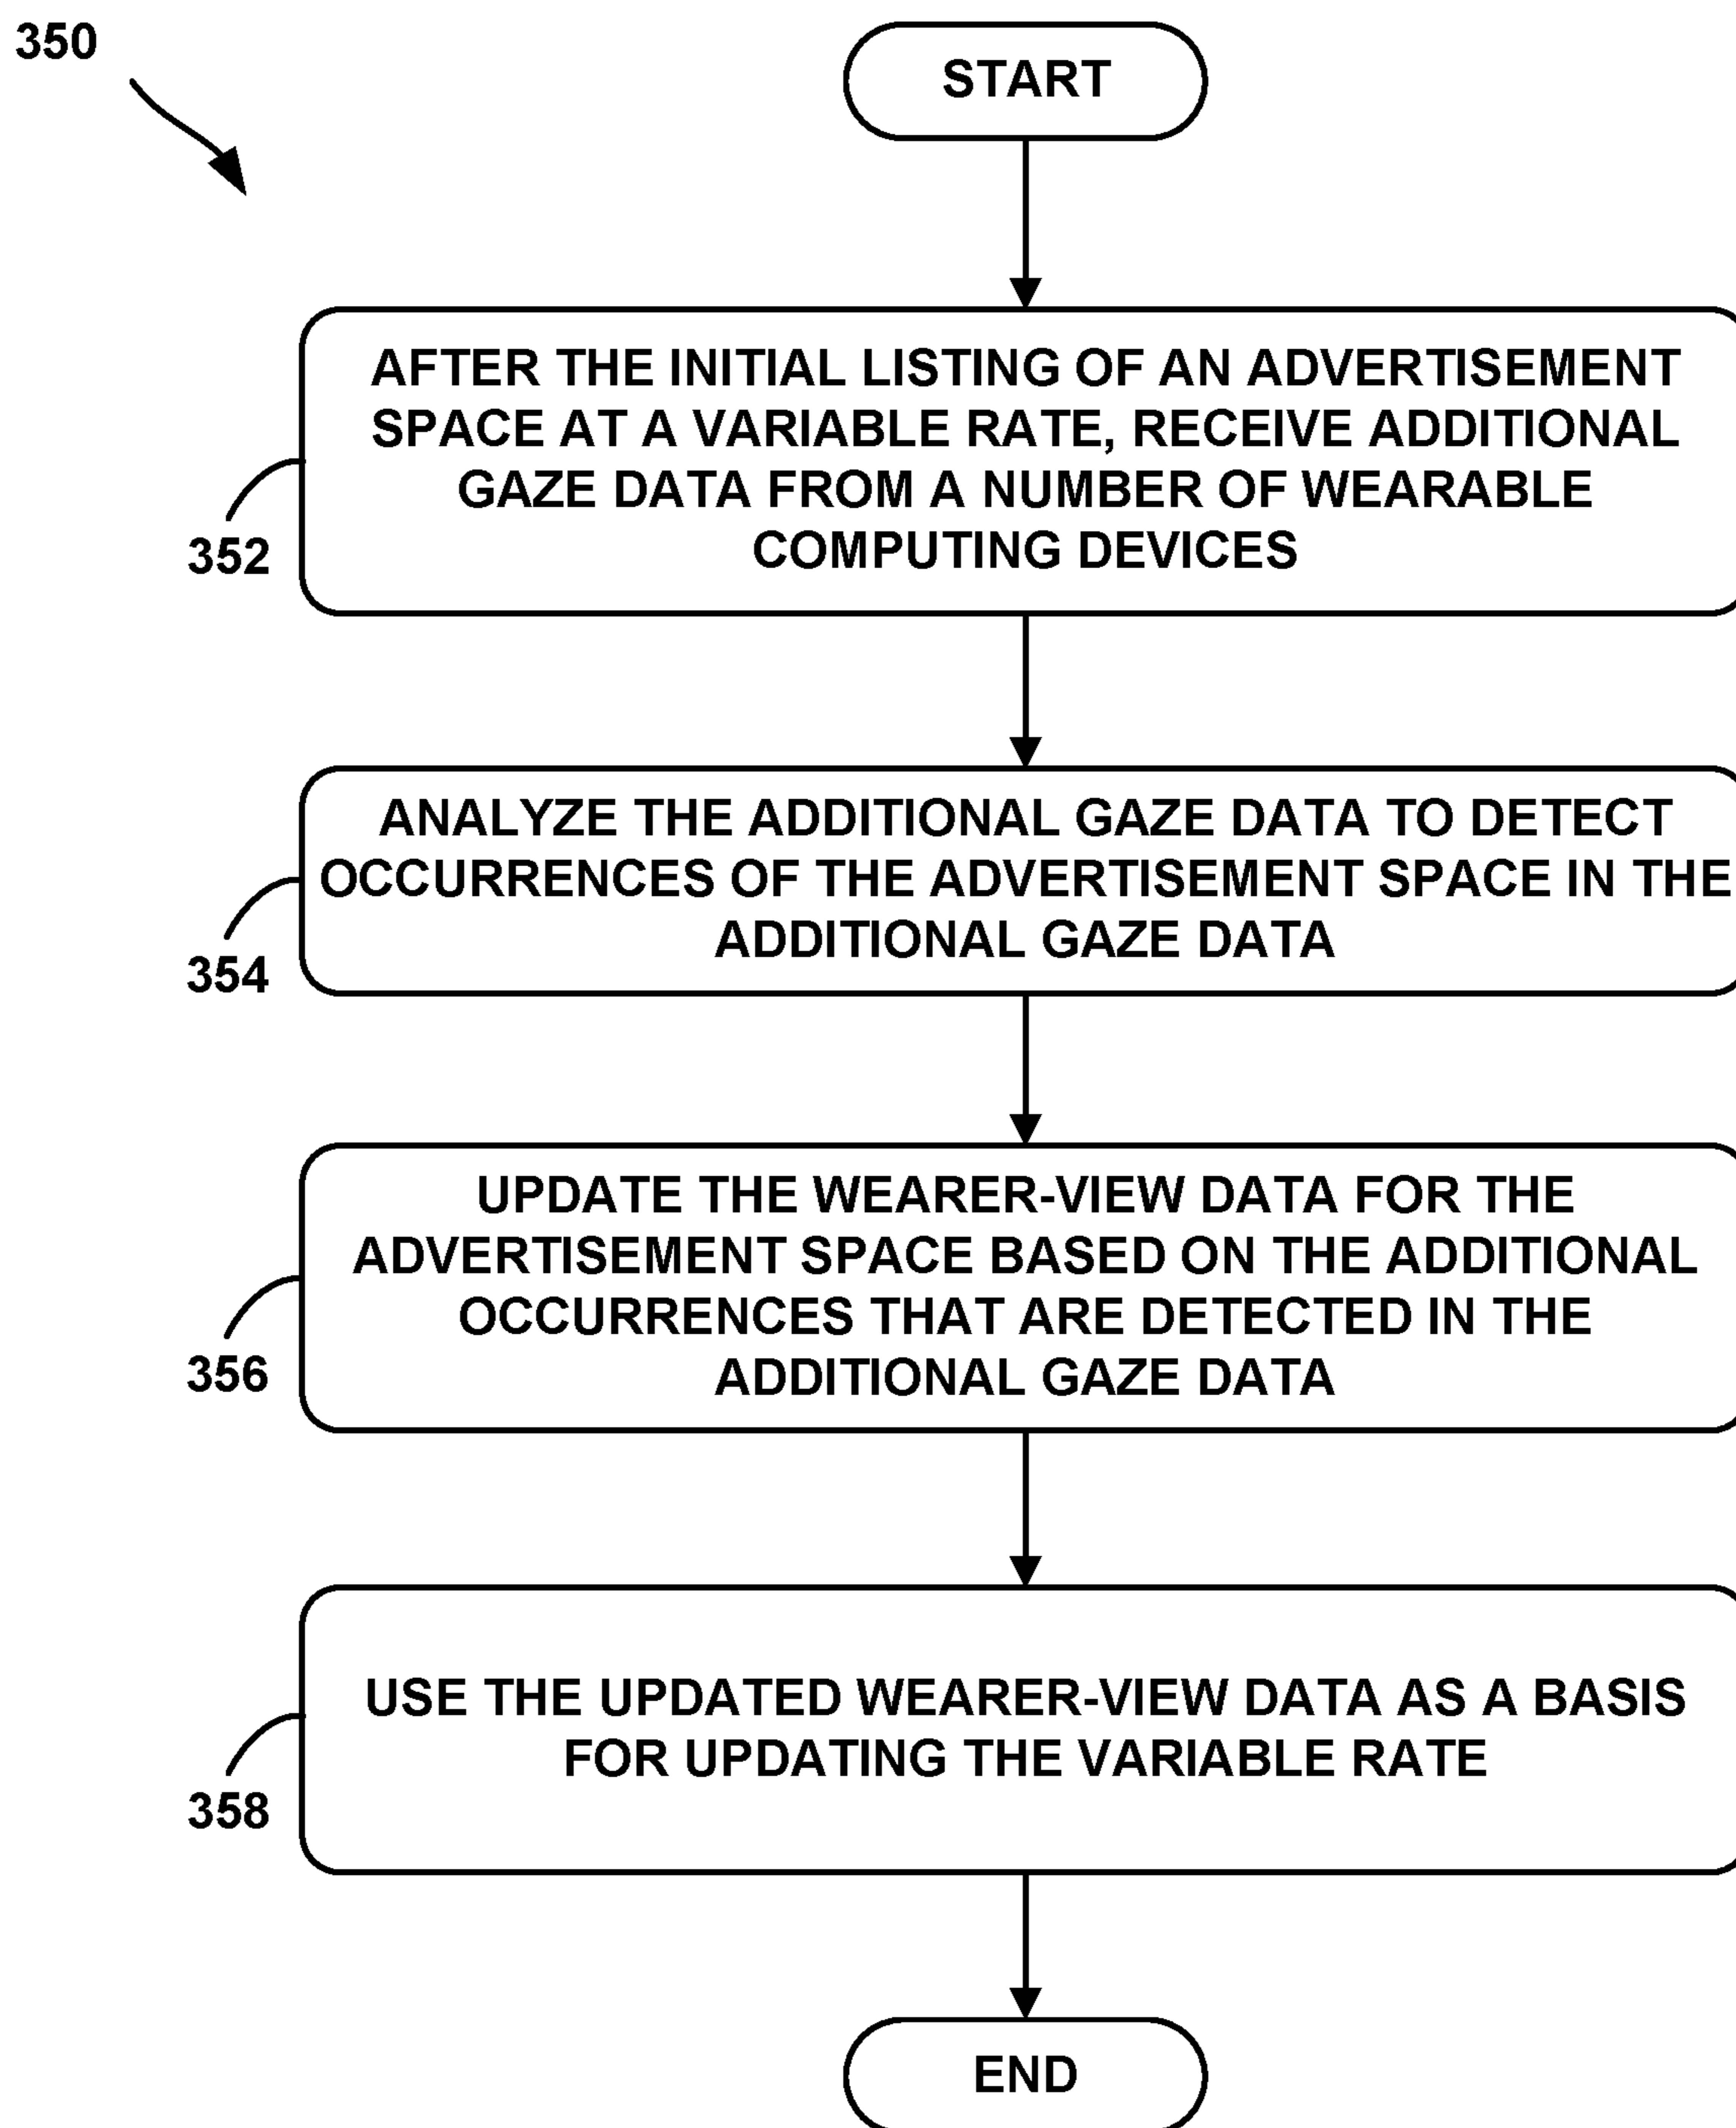 350
START
AFTER THE INITIAL LISTING OF AN ADVERTISEMENT
SPACE AT A VARIABLE RATE, RECEIVE ADDITIONAL
GAZE DATA FROM A NUMBER OF WEARABLE
COMPUTING DEVICES
352
ANALYZE THE ADDITIONAL GAZE DATA TO DETECT
OCCURRENCES OF THE ADVERTISEMENT SPACE IN THE
ADDITIONAL GAZE DATA
354
UPDATE THE WEARER-VIEW DATA FOR THE
ADVERTISEMENT SPACE BASED ON THE ADDITIONAL
OCCURRENCES THAT ARE DETECTED IN THE
ADDITIONAL GAZE DATA
356
USE THE UPDATED WEARER-VIEW DATA AS A BASIS
FOR UPDATING THE VARIABLE RATE
358
END